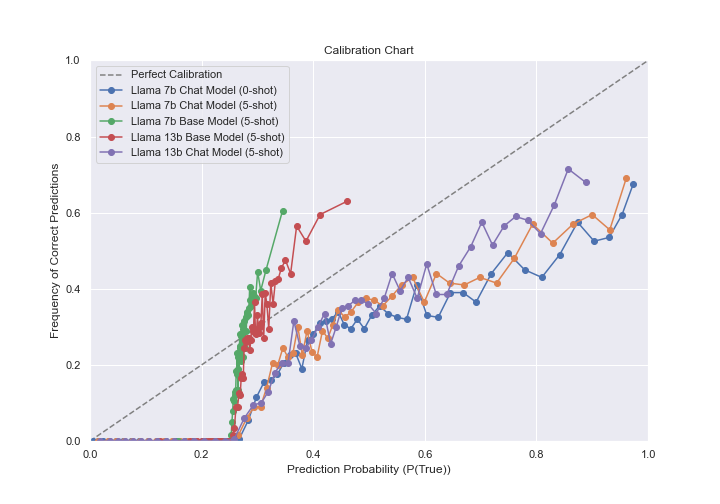 Calibration Chart
1.0
0.8
0.6
0.4
0.2
0.0
Frequency of Correct Predictions
Perfect Calibration
Llama 7b Chat Model (0-shot)
Llama 7b Chat Model (5-shot)
Llama 7b Base Model (5-shot)
Llama 13b Base Model (5-shot)
Llama 13b Chat Model (5-shot)
0.0 0.2 0.4 0.6 0.8 1.0
Prediction Probability (P(True))